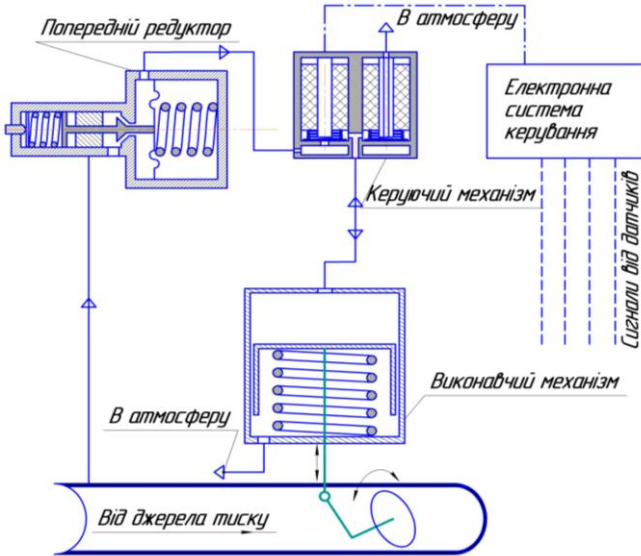 Попередній редуктор
В атмосферу
Електронна
система
керування
Керуючий механізм
Сигнали від датчиків
Виконавчий механізм
В атмосферу
Від джерела тиску